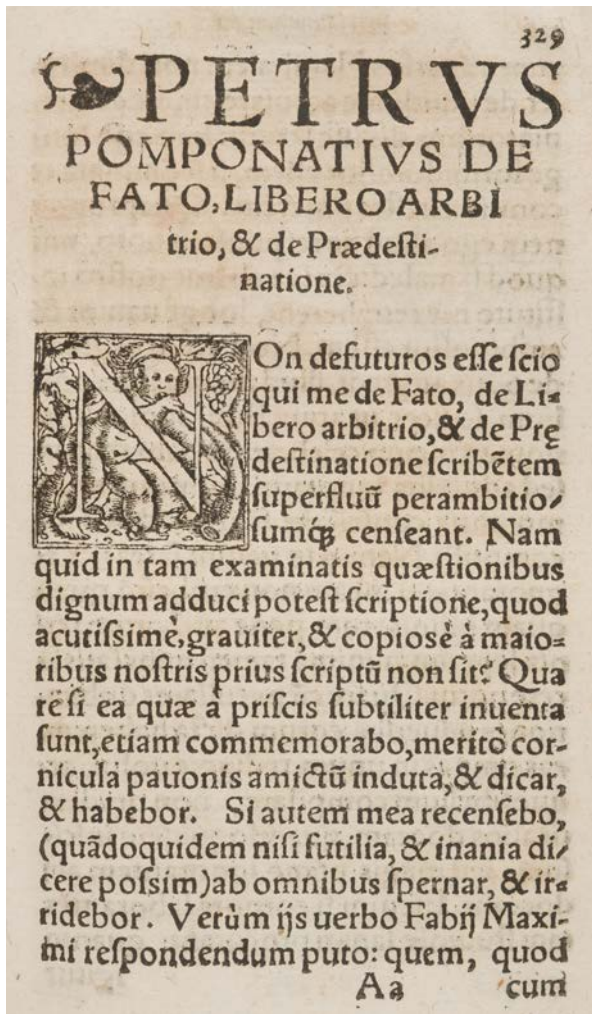 329
PETRVS
POMPONATIVS DE
FATO, LIBERO ARBI
trio, & de Prædesti-
natione.
NOn defuturos esse scio
qui me de Fato, de Li-
bero arbitrio, & de Prę
destinatione scribētem
superfluū perambitio/
sumq́; censeant. Nam
quid in tam examinatis quæstionibus
dignum adduci potest scriptione, quod
acutissimè, grauiter, & copiosè à maio=
ribus nostris prius scriptū non sit? Qua
re si ea quæ à priscis subtiliter inuenta
sunt, etiam commemorabo, meritò cor-
nicula pauonis amictū induta, & dicar,
& habebor. Si autem mea recensebo,
(quãdoquidem nisi futilia, & inania di/
cere possim) ab omnibus spernar, & ir-
ridebor. Verùm ijs uerbo Fabij Maxi-
mi respondendum puto: quem, quod
Aa cum